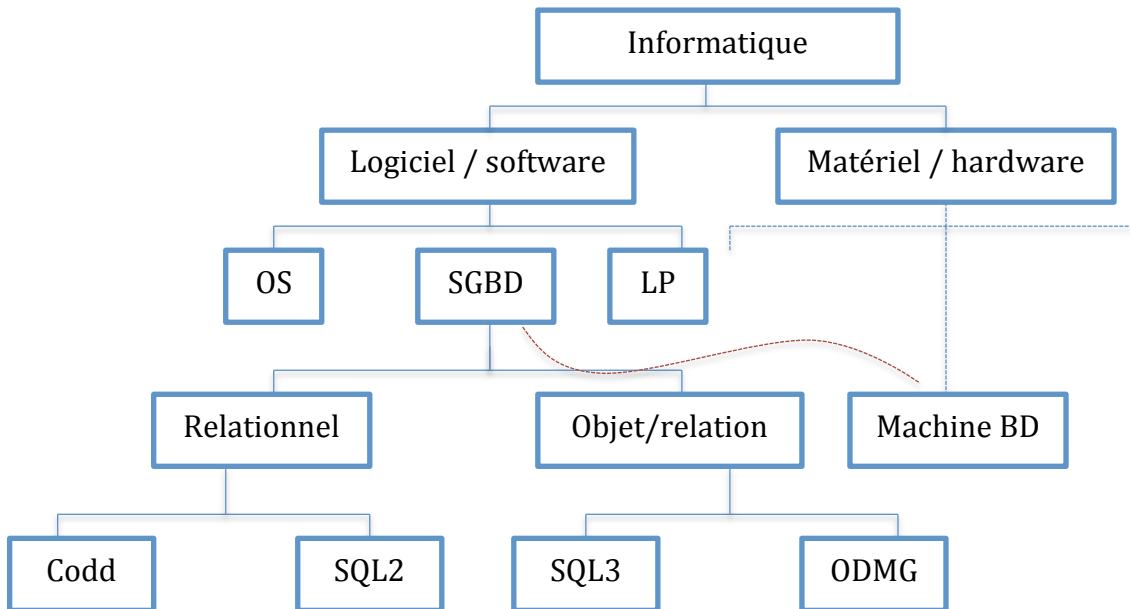 Informatique
Logiciel / software
Matériel / hardware
OS
SGBD
LP
Relationnel
Objet/relation
Machine BD
Codd
SQL2
SQL3
ODMG